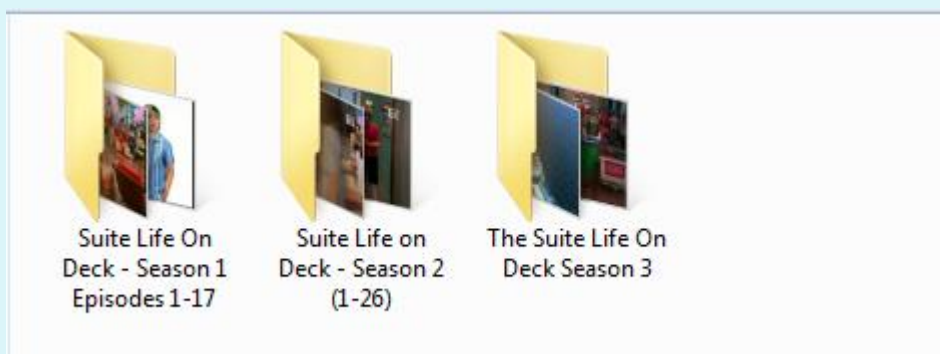 Suite Life On
Deck - Season 1
Episodes 1-17
Suite Life on
Deck - Season 2
(1-26)
The Suite Life On
Deck Season 3